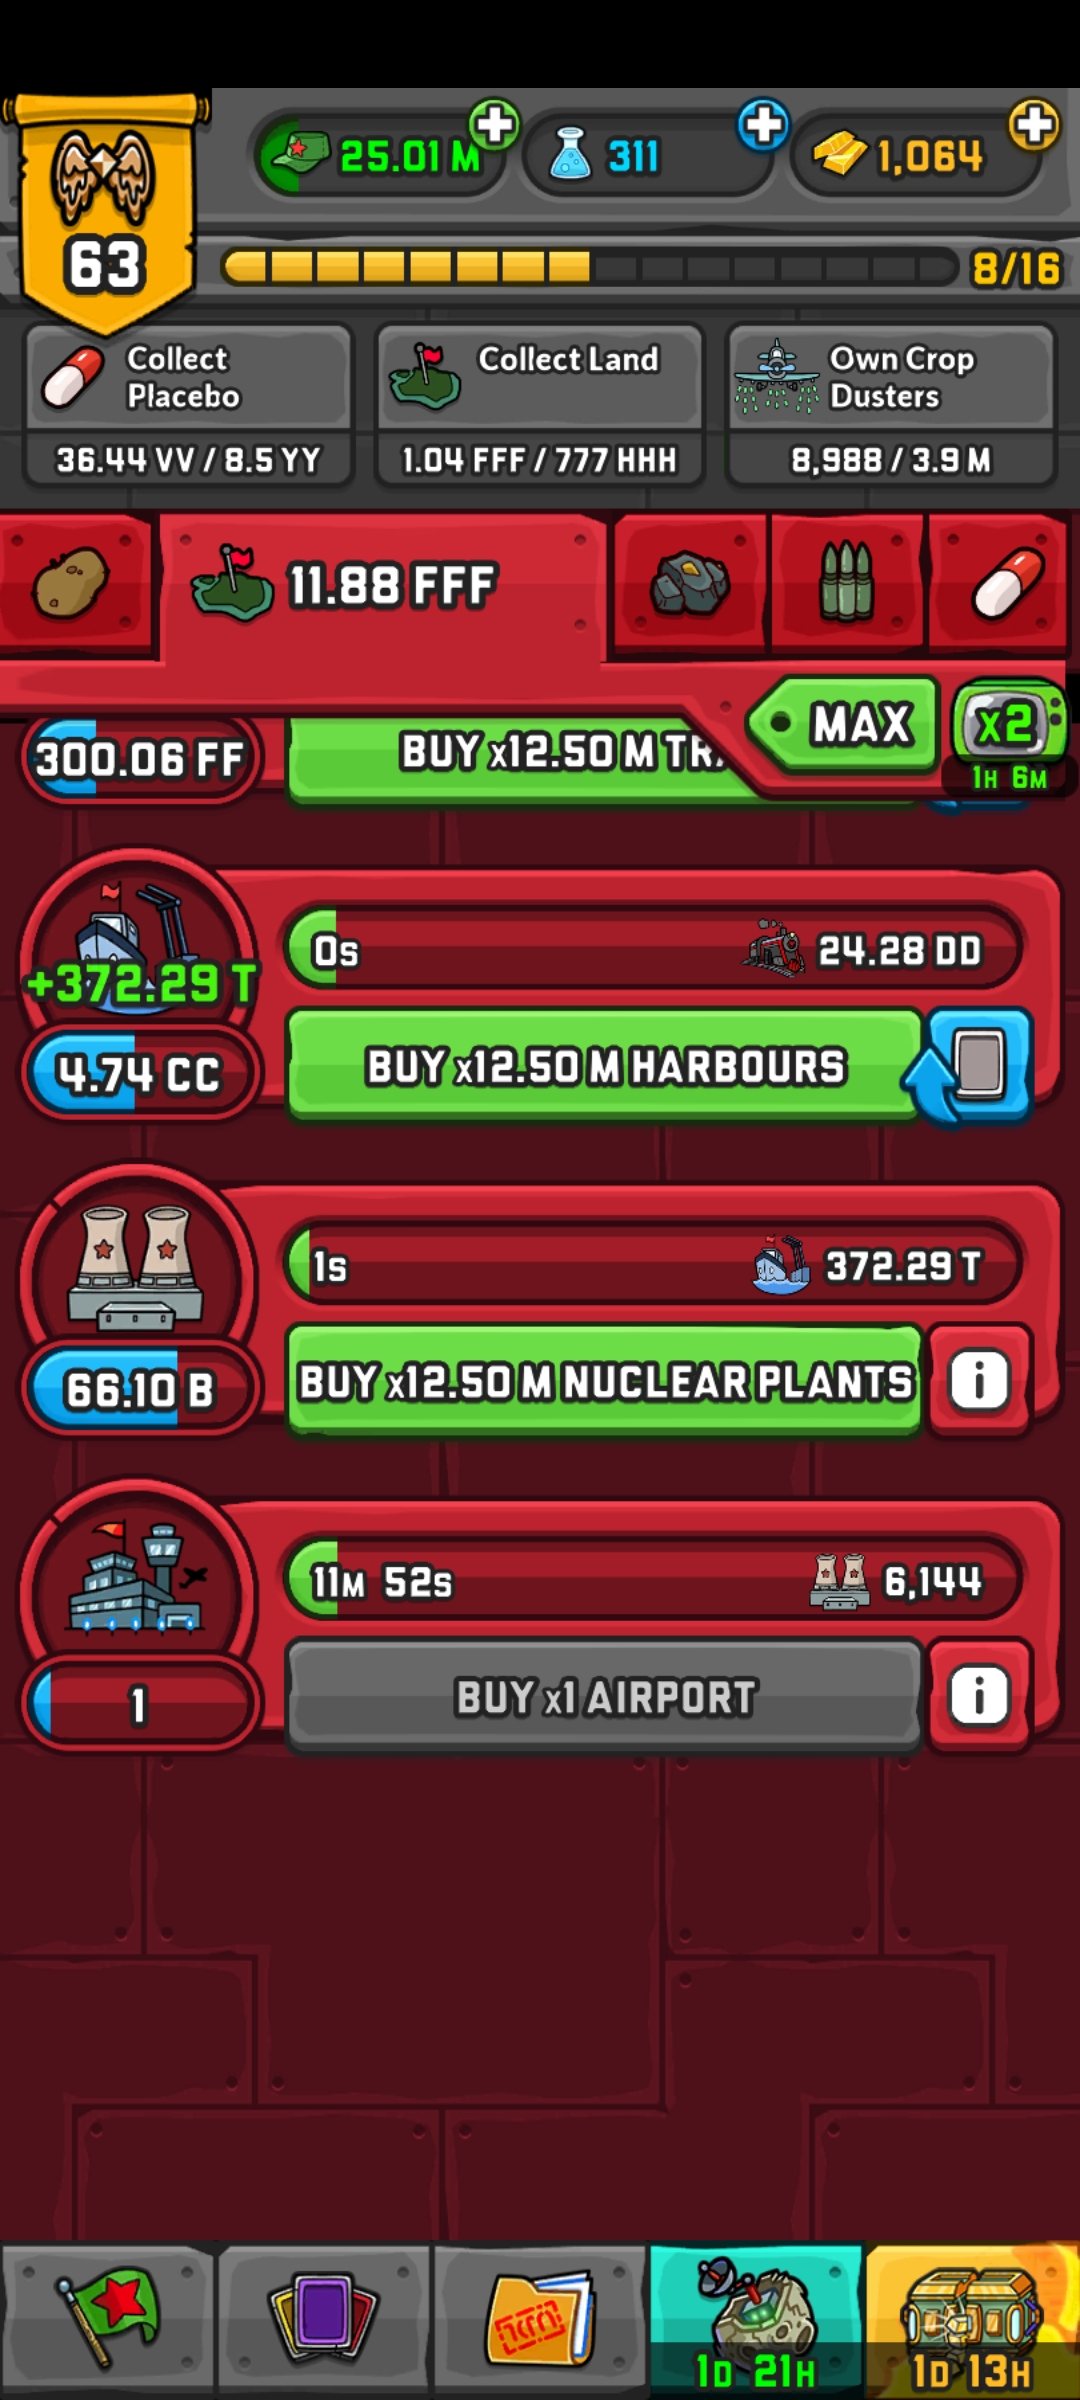 25.01 M
311
1,064
63
8/16
Collect
Placebo
36.44 VV / 8.5 YY
Collect Land
1.04 FFF / 777 HHH
Own Crop
Dusters
8,988 / 3.9 M
11.88 FFF
MAX
x2
1H 6M
300.06 FF
BUY x12.50 M TR
0s
24.28 DD
+372.29 T
4.74 CC
BUY x12.50 M HARBOURS
1s
372.29 T
66.10 B
BUY x12.50 M NUCLEAR PLANTS
i
11M 52s
6,144
1
BUY x1 AIRPORT
i
1D 21H
1D 13H